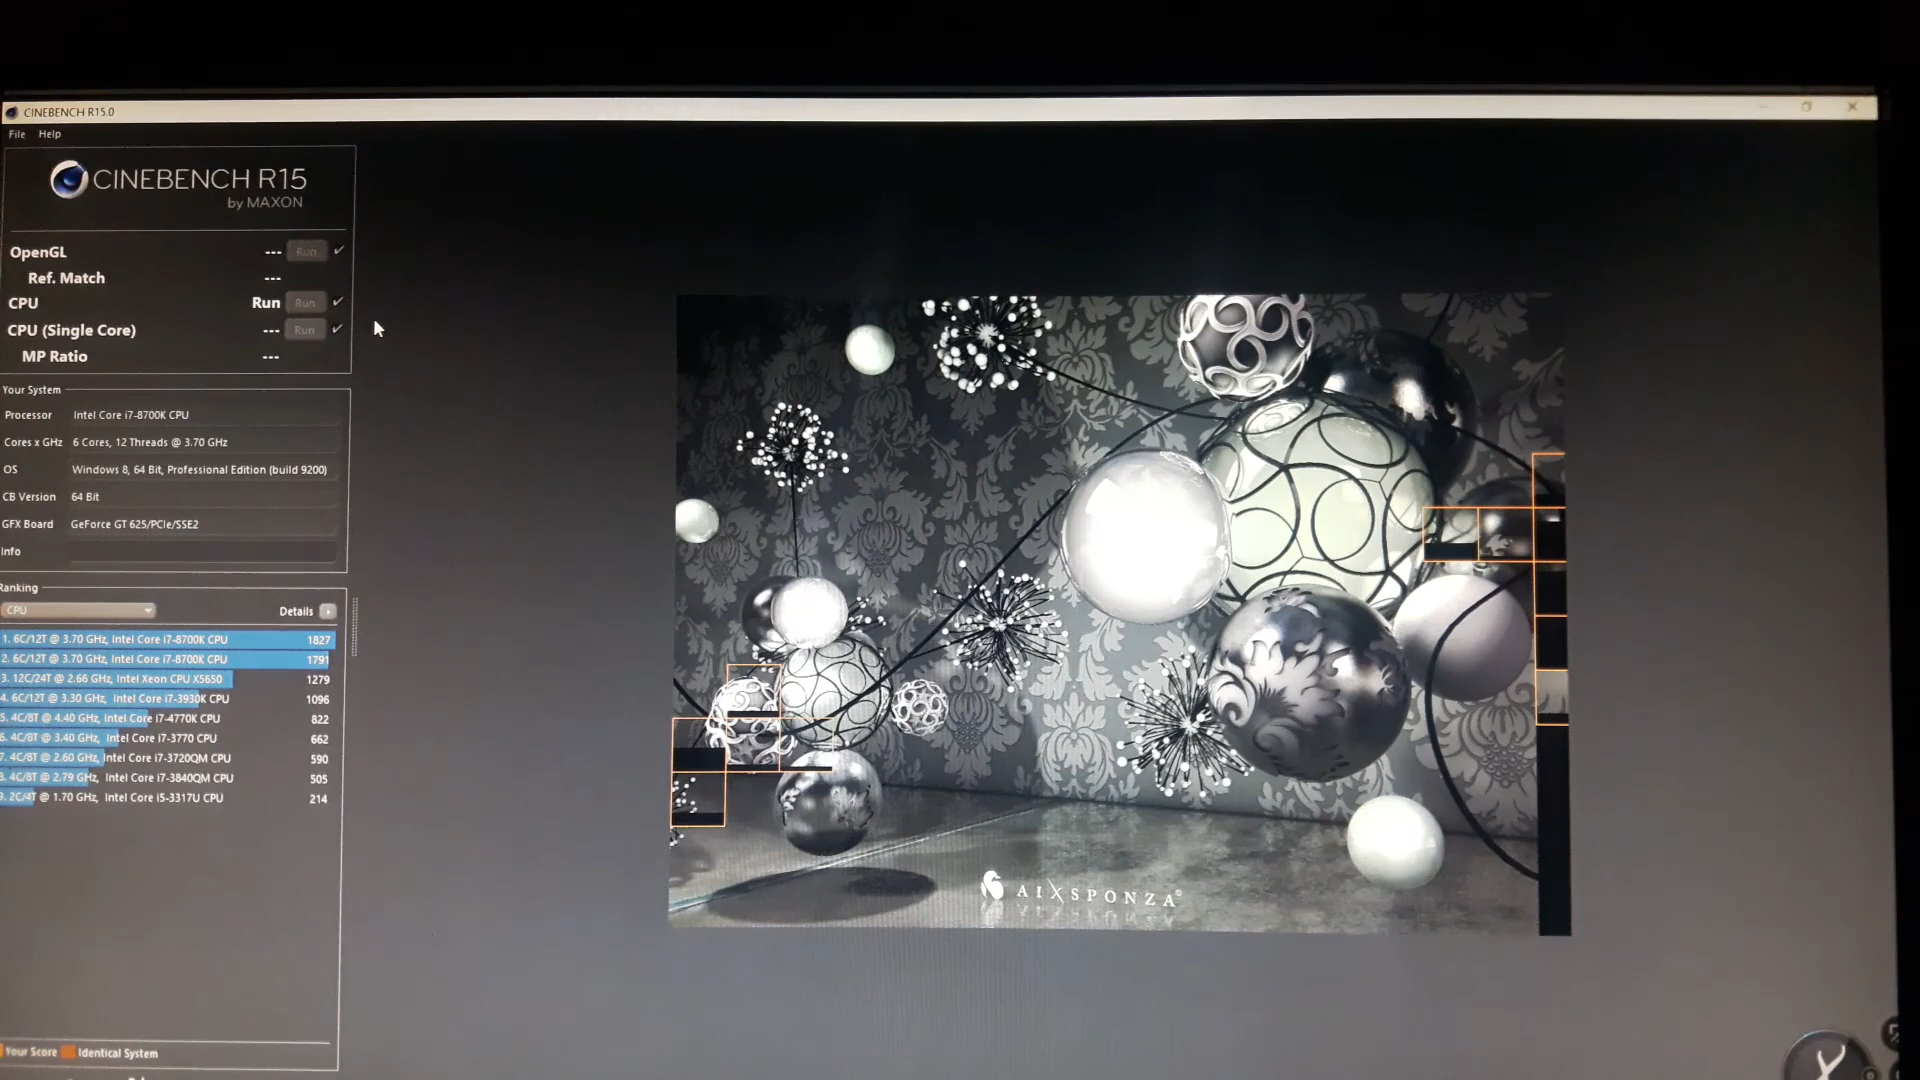 CINEBENCH R15.0
File Help
CINEBENCH R15
by MAXON
OpenGL --- Run
Ref. Match ---
CPU Run Run
CPU (Single Core) --- Run
MP Ratio ---
Your System
Processor Intel Core i7-8700K CPU
Cores x GHz 6 Cores, 12 Threads @ 3.70 GHz
OS Windows 8, 64 Bit, Professional Edition (build 9200)
CB Version 64 Bit
GFX Board GeForce GT 625/PCIe/SSE2
Info
Ranking
CPU Details
1. 6C/12T @ 3.70 GHz, Intel Core i7-8700K CPU 1827
2. 6C/12T @ 3.70 GHz, Intel Core i7-8700K CPU 1791
3. 12C/24T @ 2.66 GHz, Intel Xeon CPU X5650 1279
4. 6C/12T @ 3.30 GHz, Intel Core i7-3930K CPU 1096
5. 4C/8T @ 4.40 GHz, Intel Core i7-4770K CPU 822
6. 4C/8T @ 3.40 GHz, Intel Core i7-3770 CPU 662
7. 4C/8T @ 2.60 GHz, Intel Core i7-3720QM CPU 590
8. 4C/8T @ 2.79 GHz, Intel Core i7-3840QM CPU 505
9. 2C/4T @ 1.70 GHz, Intel Core i5-3317U CPU 214
AIXSPONZA©
Your Score Identical System